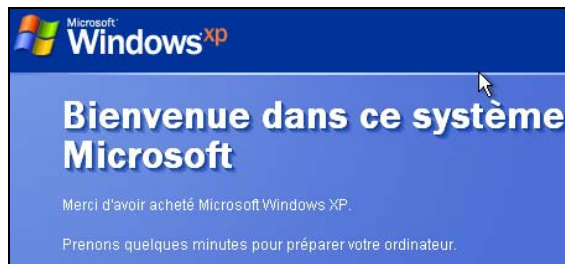 Microsoft
Windows xp
Bienvenue dans ce système
Microsoft
Merci d'avoir acheté Microsoft Windows XP.
Prenons quelques minutes pour préparer votre ordinateur.